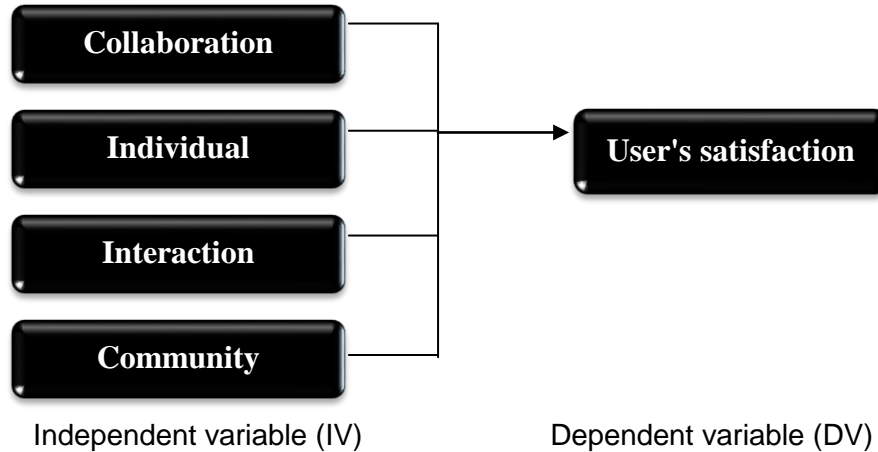 Collaboration
Individual
Interaction
Community
User's satisfaction
Independent variable (IV)
Dependent variable (DV)